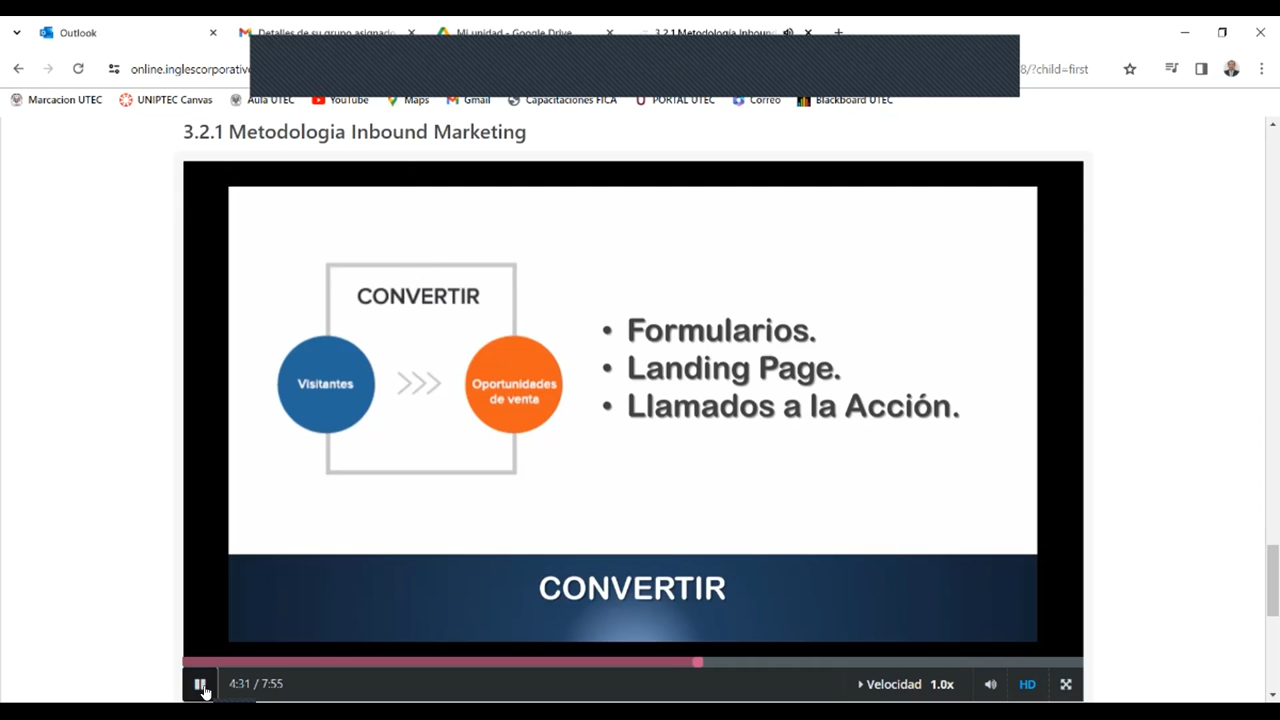 Outlook
Detalles de su grupo asignado
Mi unidad - Google Drive
3.2.1 Metodologia Inbound
online.inglescorporativo
8/?child=first
Marcacion UTEC
UNIPTEC Canvas
Aula UTEC
YouTube
Maps
Gmail
Capacitaciones FICA
PORTAL UTEC
Correo
Blackboard UTEC
3.2.1 Metodologia Inbound Marketing
CONVERTIR
Visitantes
>>>
Oportunidades
de venta
• Formularios.
• Landing Page.
• Llamados a la Acción.
CONVERTIR
4:31 / 7:55
Velocidad 1.0x
HD